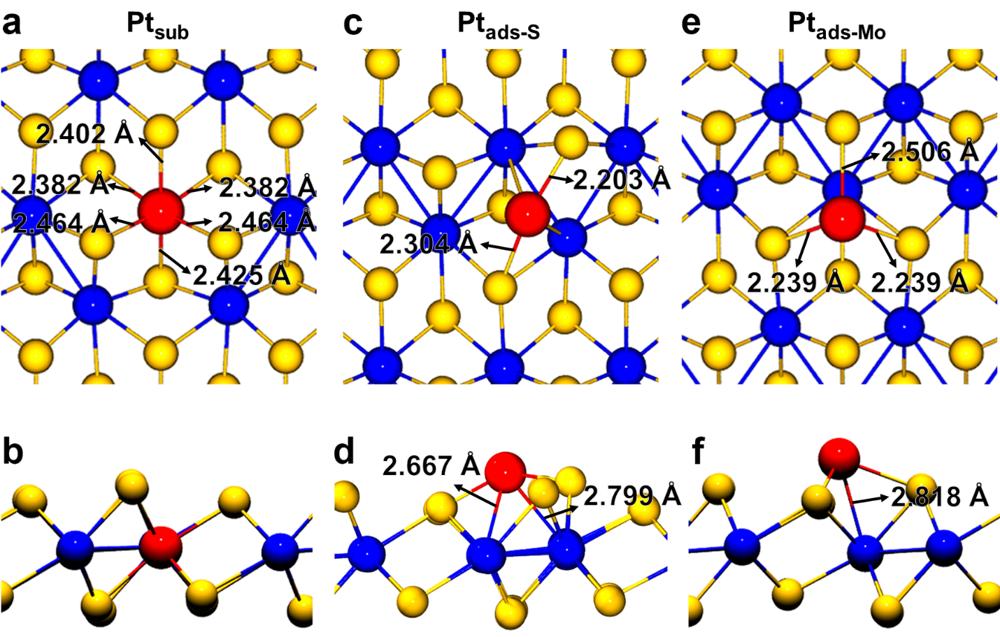 a Pt_sub
c Pt_ads-S
e Pt_ads-Mo
2.402 Å
2.382 Å
2.382 Å
2.464 Å
2.464 Å
2.425 Å
2.203 Å
2.304 Å
2.506 Å
2.239 Å
2.239 Å
b
d
2.667 Å
2.799 Å
f
2.818 Å